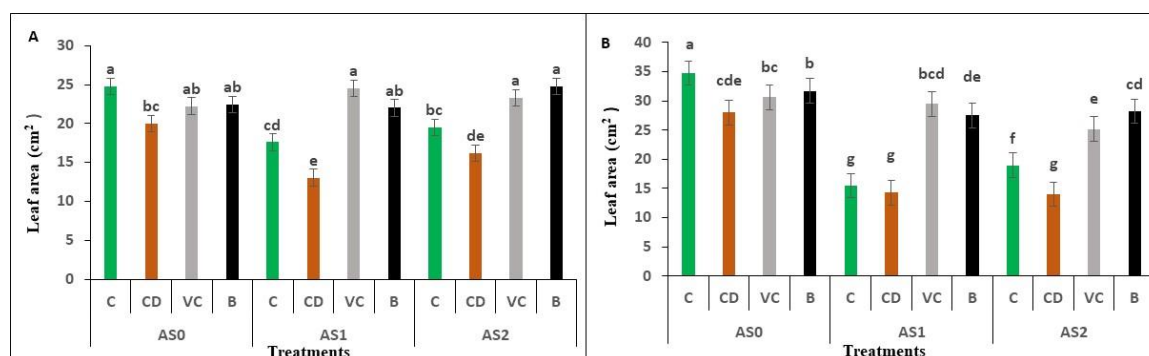 A
Leaf area (cm²)
30
25
20
15
10
5
0
a
bc
ab
ab
cd
e
a
ab
bc
de
a
a
C CD VC B C CD VC B C CD VC B
AS0 AS1 AS2
Treatments
B
Leaf area (cm²)
40
35
30
25
20
15
10
5
0
a
cde
bc
b
g
g
bcd
de
f
g
e
cd
C CD VC B C CD VC B C CD VC B
AS0 AS1 AS2
Treatments